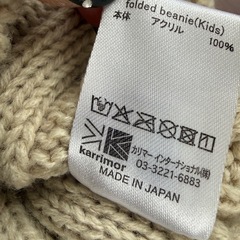 folded beanie(Kids)
本体
アクリル 100%
karrimor
カリマー インターナショナル(株)
03-3221-6883
MADE IN JAPAN